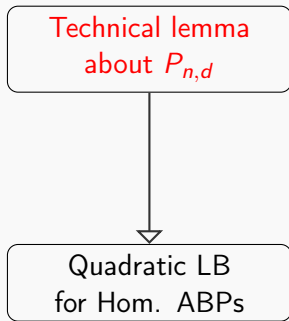 Technical lemma
about P_{n,d}
Quadratic LB
for Hom. ABPs